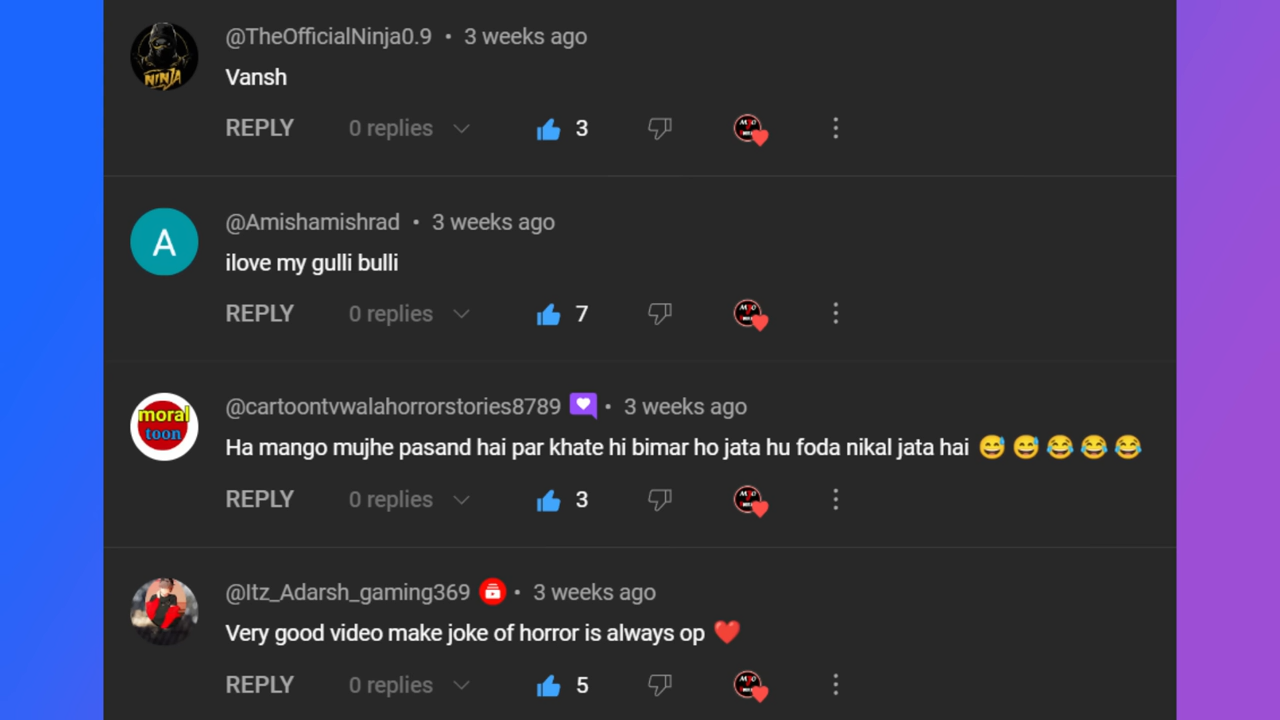 @TheOfficialNinja0.9 • 3 weeks ago
Vansh
NINJA
REPLY 0 replies 3
@Amishamishrad • 3 weeks ago
A
ilove my gulli bulli
REPLY 0 replies 7
@cartoontvwalahorrorstories8789 • 3 weeks ago
moral
toon
Ha mango mujhe pasand hai par khate hi bimar ho jata hu foda nikal jata hai 😅😅😂😂😂
REPLY 0 replies 3
@Itz_Adarsh_gaming369 • 3 weeks ago
Very good video make joke of horror is always op ❤️
REPLY 0 replies 5